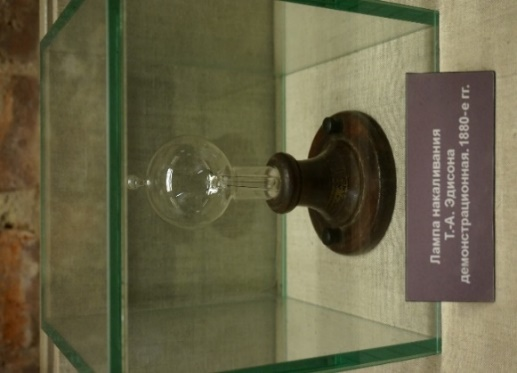 Лампа накаливания
Т.-А. Эдисона
демонстрационная. 1880-е гг.